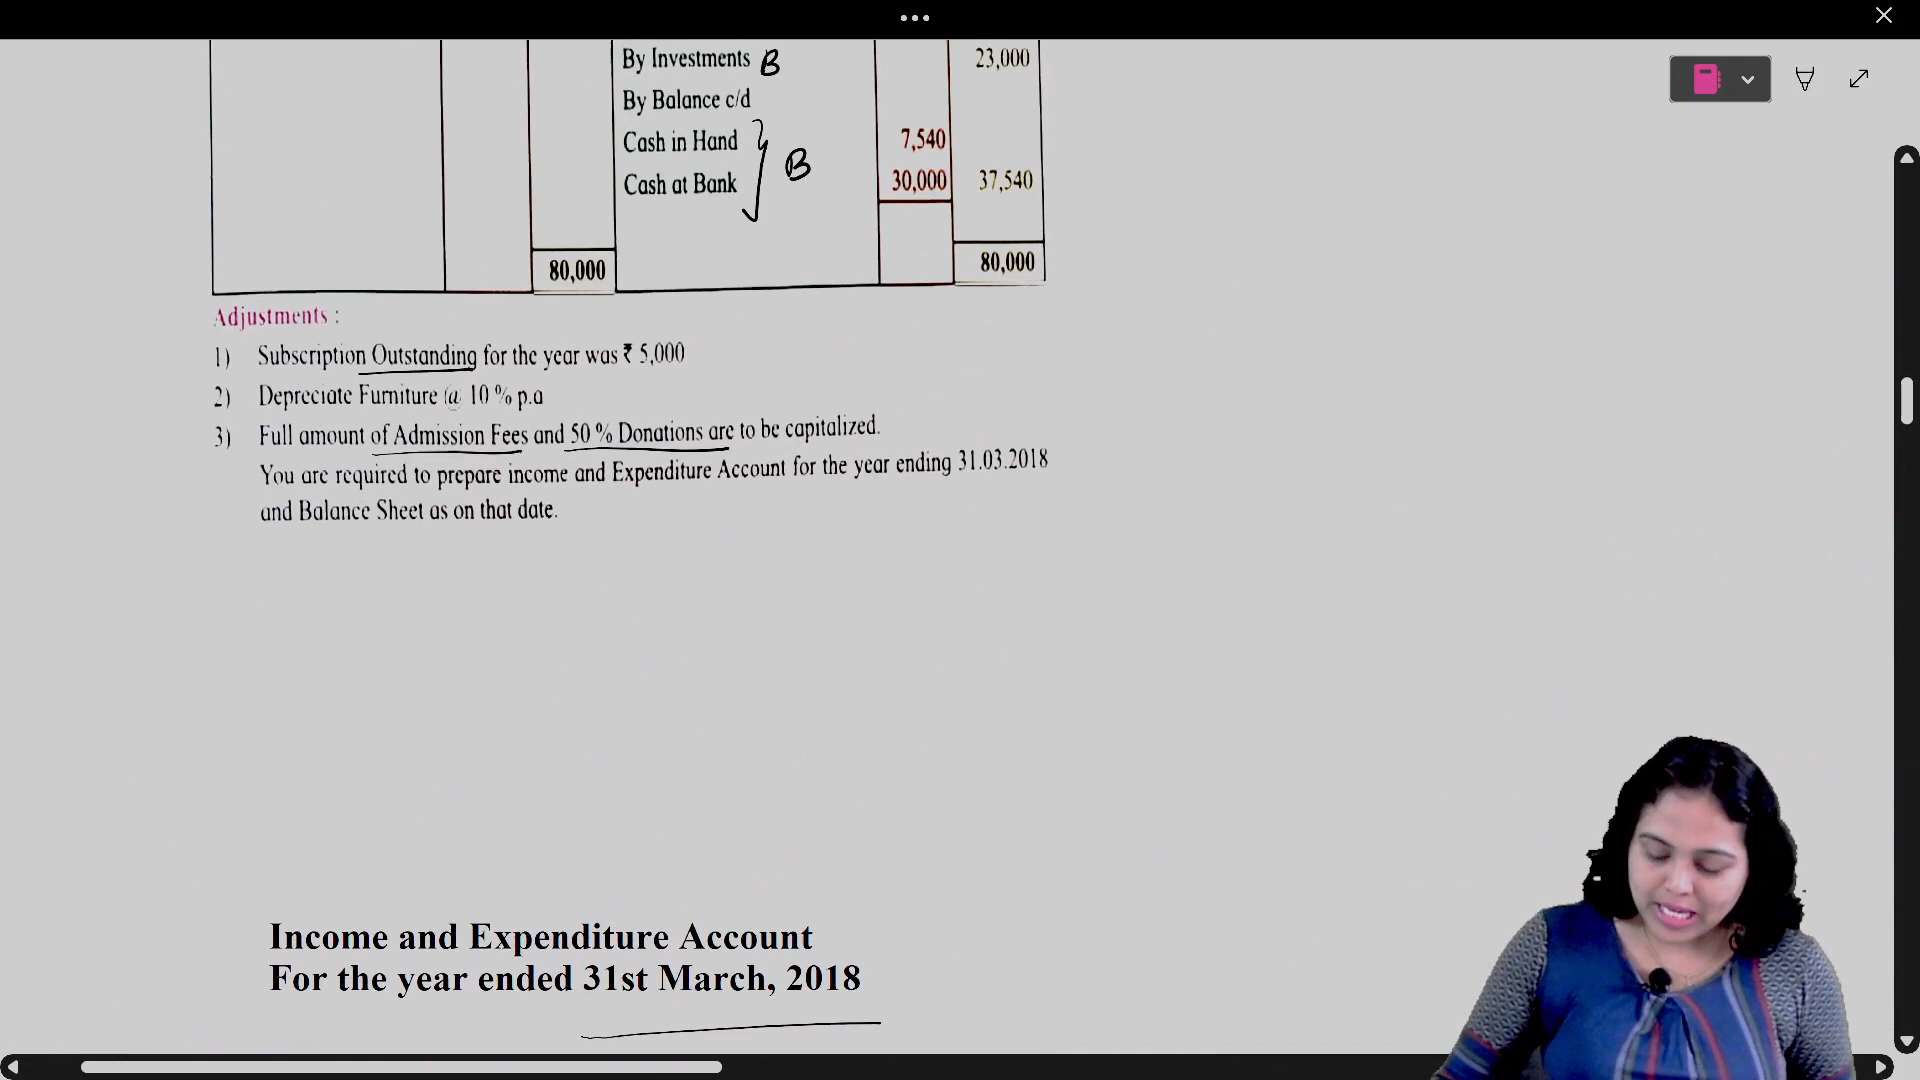 By Investments B 23,000
By Balance c/d
Cash in Hand 7,540
B
Cash at Bank 30,000 37,540
80,000 80,000
Adjustments :
1) Subscription Outstanding for the year was ₹ 5,000
2) Depreciate Furniture @ 10 % p.a
3) Full amount of Admission Fees and 50 % Donations are to be capitalized.
You are required to prepare income and Expenditure Account for the year ending 31.03.2018
and Balance Sheet as on that date.
Income and Expenditure Account
For the year ended 31st March, 2018